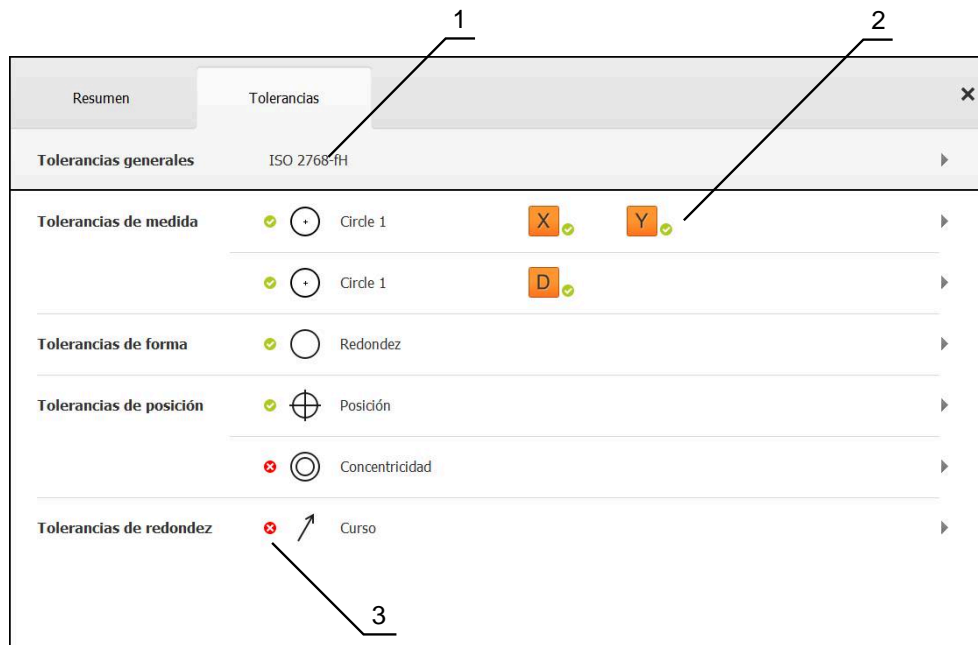 1
2
Resumen Tolerancias
Tolerancias generales ISO 2768-fH
Tolerancias de medida Circle 1 X Y
Circle 1 D
Tolerancias de forma Redondez
Tolerancias de posición Posición
Concentricidad
Tolerancias de redondez Curso
3